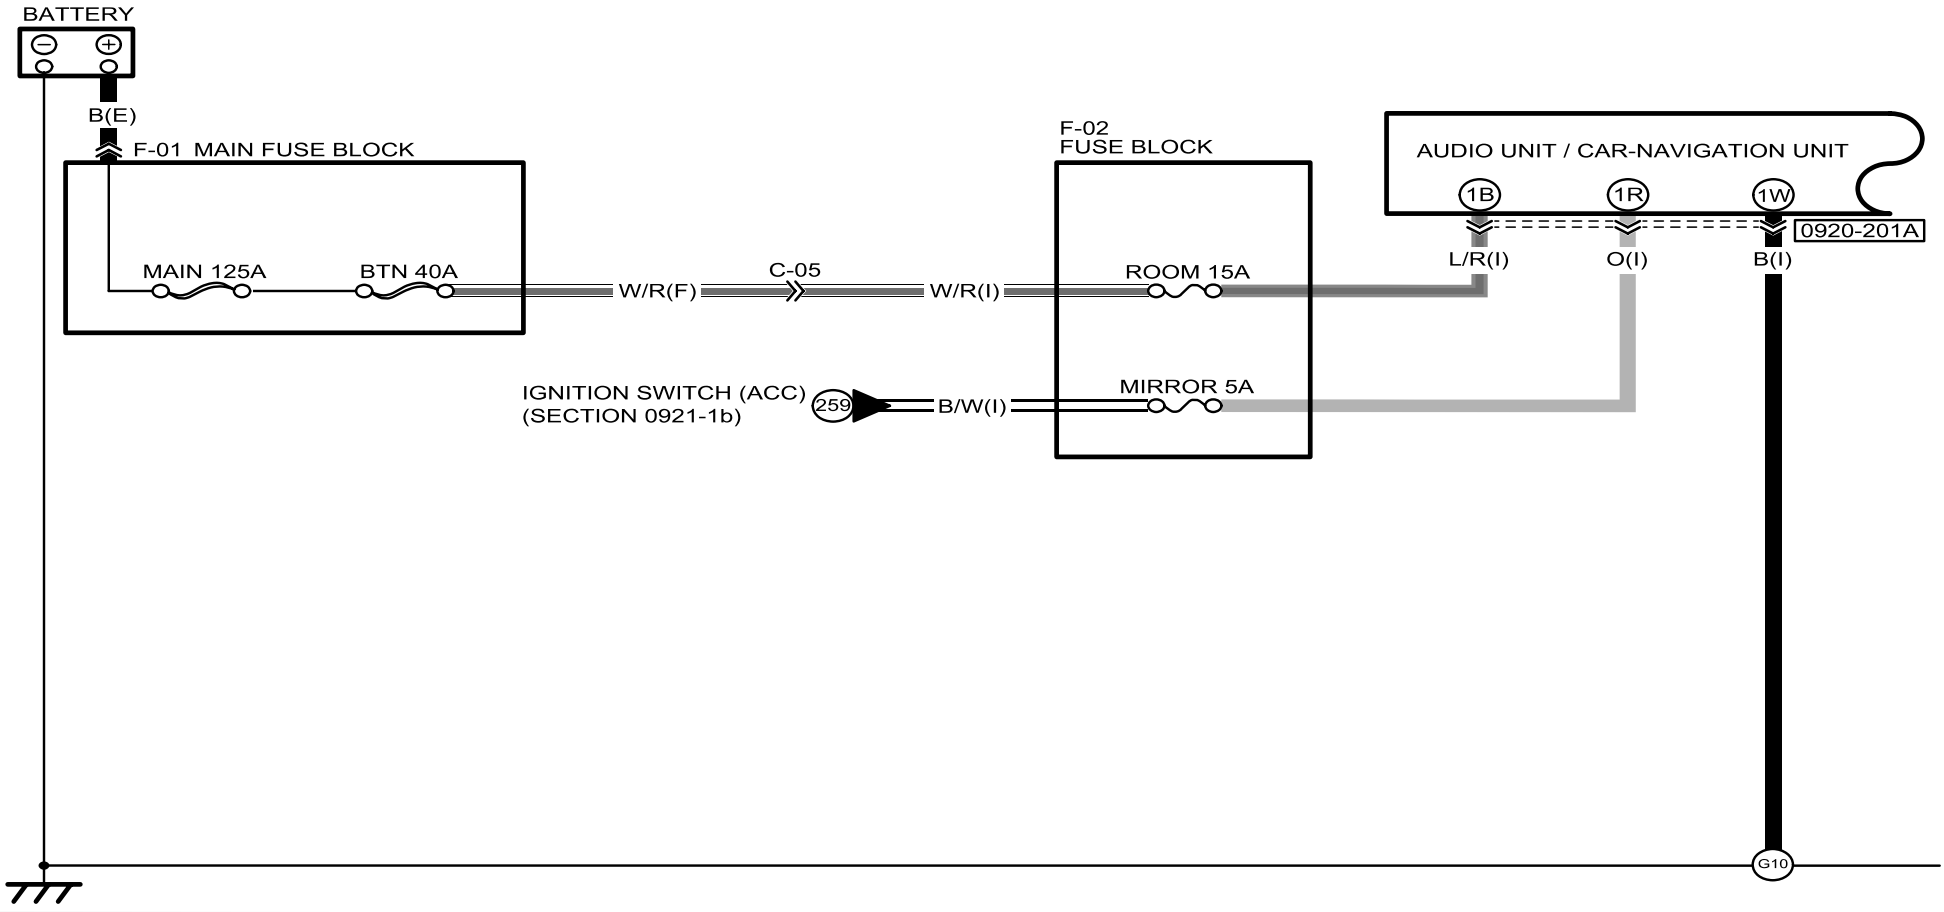 BATTERY
− +
B(E)
F-01 MAIN FUSE BLOCK
MAIN 125A
BTN 40A
W/R(F)
C-05
W/R(I)
F-02
FUSE BLOCK
ROOM 15A
MIRROR 5A
IGNITION SWITCH (ACC)
(SECTION 0921-1b)
259
B/W(I)
AUDIO UNIT / CAR-NAVIGATION UNIT
1B 1R 1W
0920-201A
L/R(I) O(I) B(I)
G10